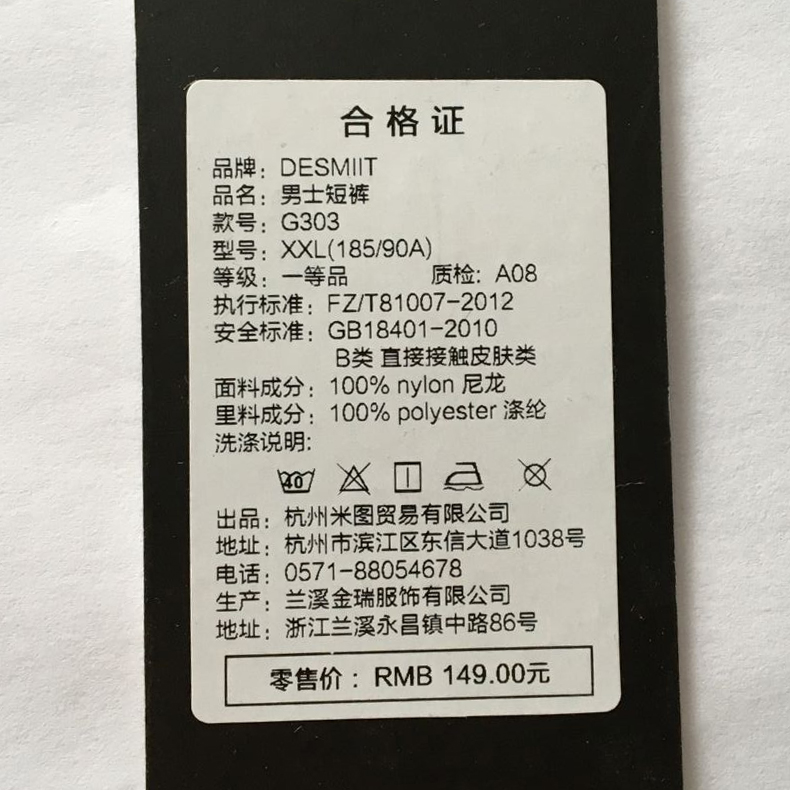 合格证
品牌：DESMIIT
品名：男士短裤
款号：G303
型号：XXL(185/90A)
等级：一等品 质检：A08
执行标准：FZ/T81007-2012
安全标准：GB18401-2010
B类 直接接触皮肤类
面料成分：100% nylon 尼龙
里料成分：100% polyester 涤纶
洗涤说明：
40
出品：杭州米图贸易有限公司
地址：杭州市滨江区东信大道1038号
电话：0571-88054678
生产：兰溪金瑞服饰有限公司
地址：浙江兰溪永昌镇中路86号
零售价：RMB 149.00元